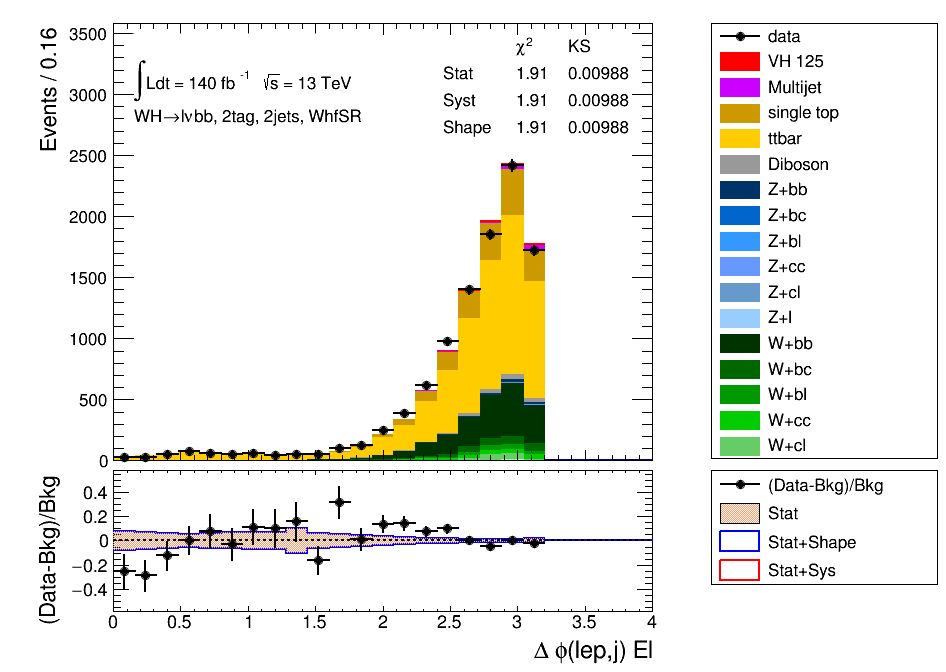 Events / 0.16
3500
3000
2500
2000
1500
1000
500
0
∫Ldt = 140 fb⁻¹ √s = 13 TeV
WH→lνbb, 2tag, 2jets, WhfSR
χ² KS
Stat 1.91 0.00988
Syst 1.91 0.00988
Shape 1.91 0.00988
data
VH 125
Multijet
single top
ttbar
Diboson
Z+bb
Z+bc
Z+bl
Z+cc
Z+cl
Z+l
W+bb
W+bc
W+bl
W+cc
W+cl
(Data-Bkg)/Bkg
0.4
0.2
0
−0.2
−0.4
0 0.5 1 1.5 2 2.5 3 3.5 4
Δ φ(lep,j) El
(Data-Bkg)/Bkg
Stat
Stat+Shape
Stat+Sys